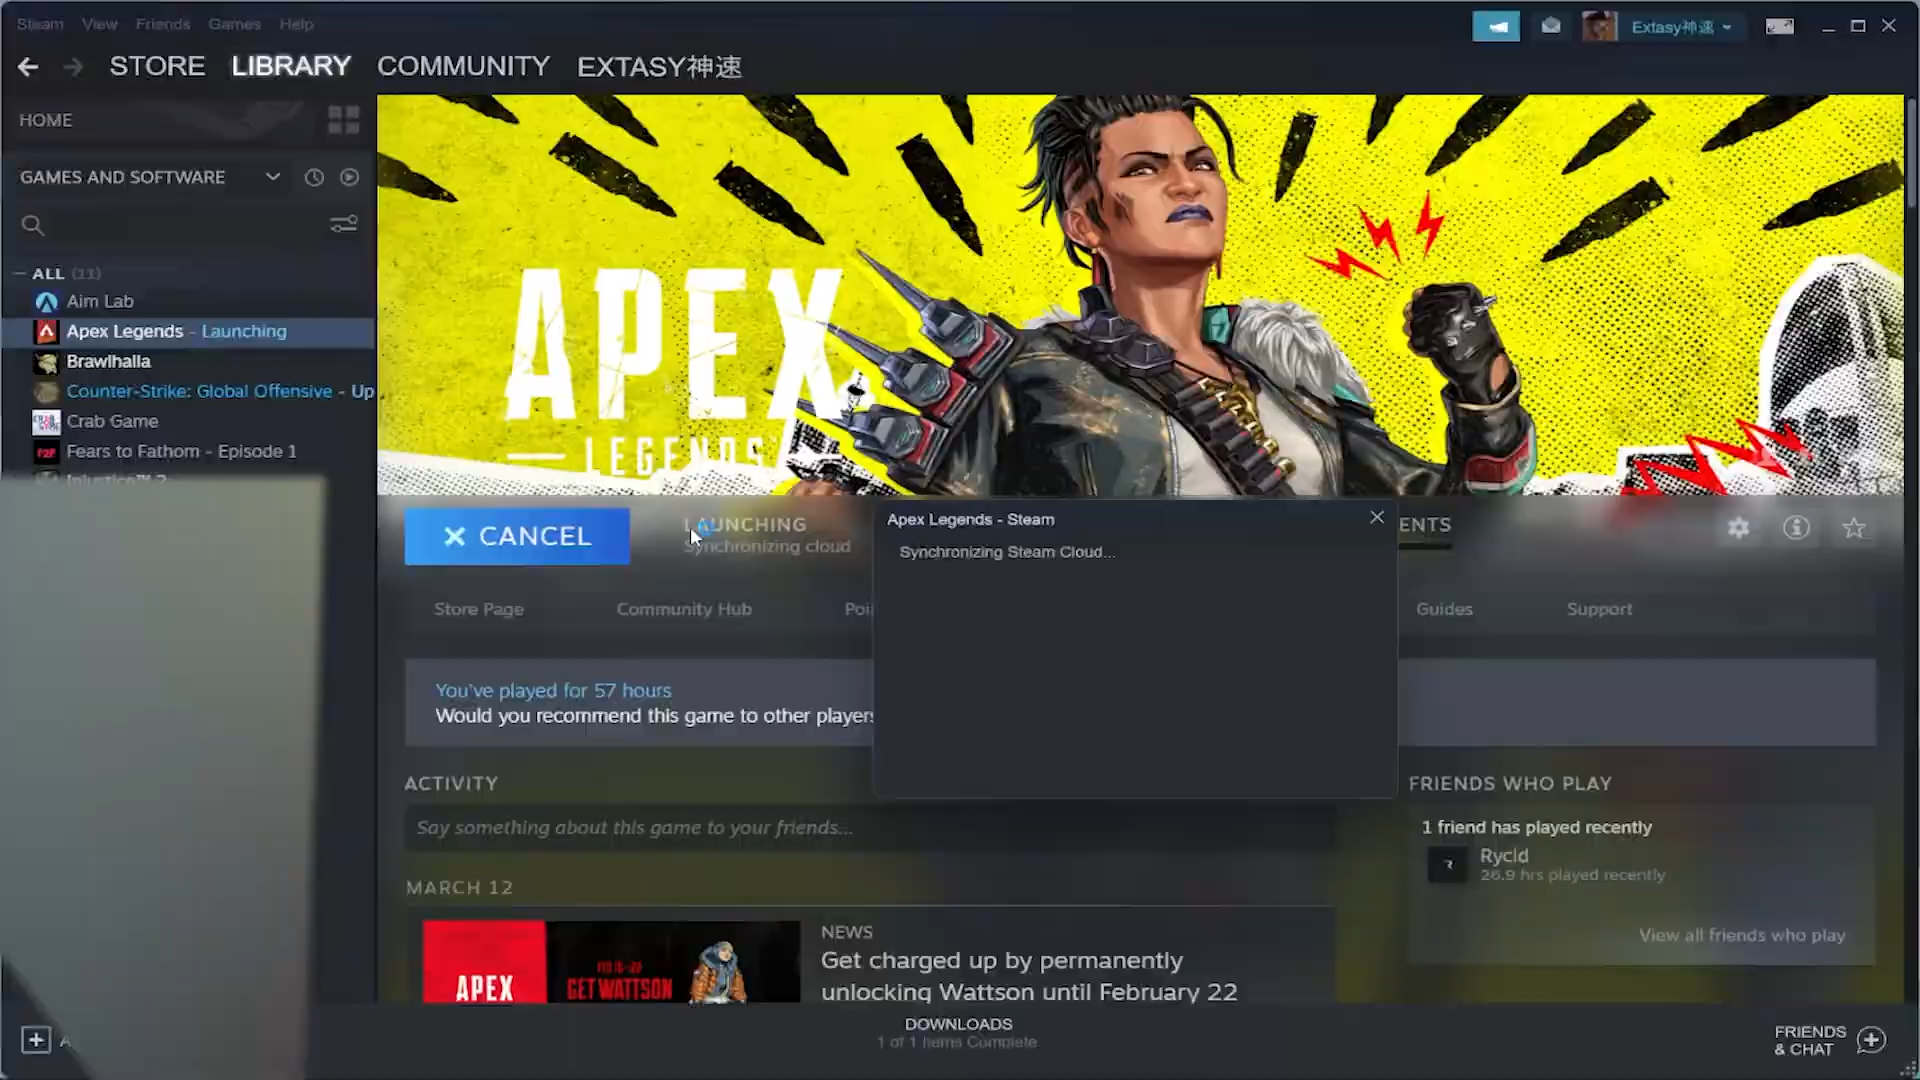 Steam View Friends Games Help
Extasy神速
STORE LIBRARY COMMUNITY EXTASY神速
HOME
GAMES AND SOFTWARE
ALL (11)
Aim Lab
Apex Legends - Launching
Brawlhalla
Counter-Strike: Global Offensive - Up
Crab Game
Fears to Fathom - Episode 1
APEX
LEGENDS
CANCEL
LAUNCHING
Synchronizing cloud
Apex Legends - Steam
Synchronizing Steam Cloud...
ENTS
Store Page Community Hub Poi Guides Support
You've played for 57 hours
Would you recommend this game to other players
ACTIVITY
Say something about this game to your friends...
FRIENDS WHO PLAY
1 friend has played recently
Rycld
26.9 hrs played recently
View all friends who play
MARCH 12
APEX
GET WATTSON
NEWS
Get charged up by permanently
unlocking Wattson until February 22
A
DOWNLOADS
1 of 1 Items Complete
FRIENDS
& CHAT